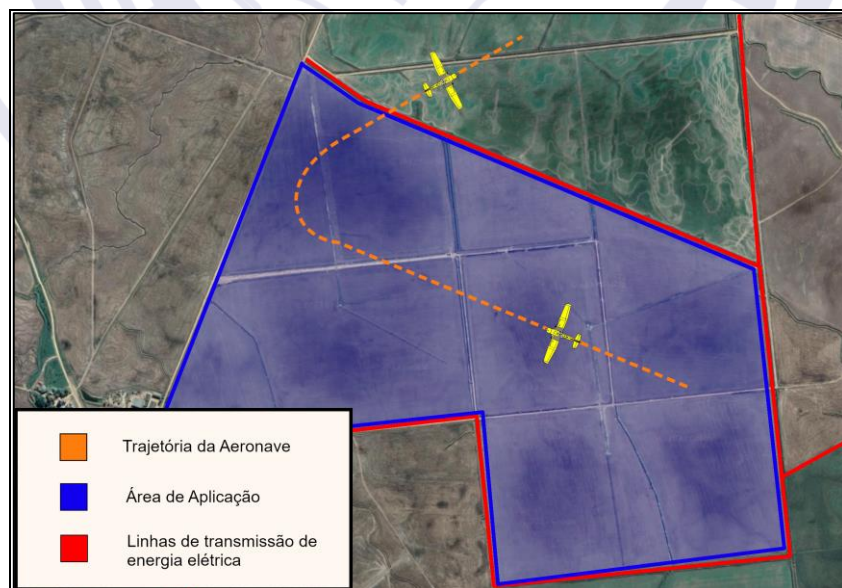 Trajetória da Aeronave
Área de Aplicação
Linhas de transmissão de
energia elétrica